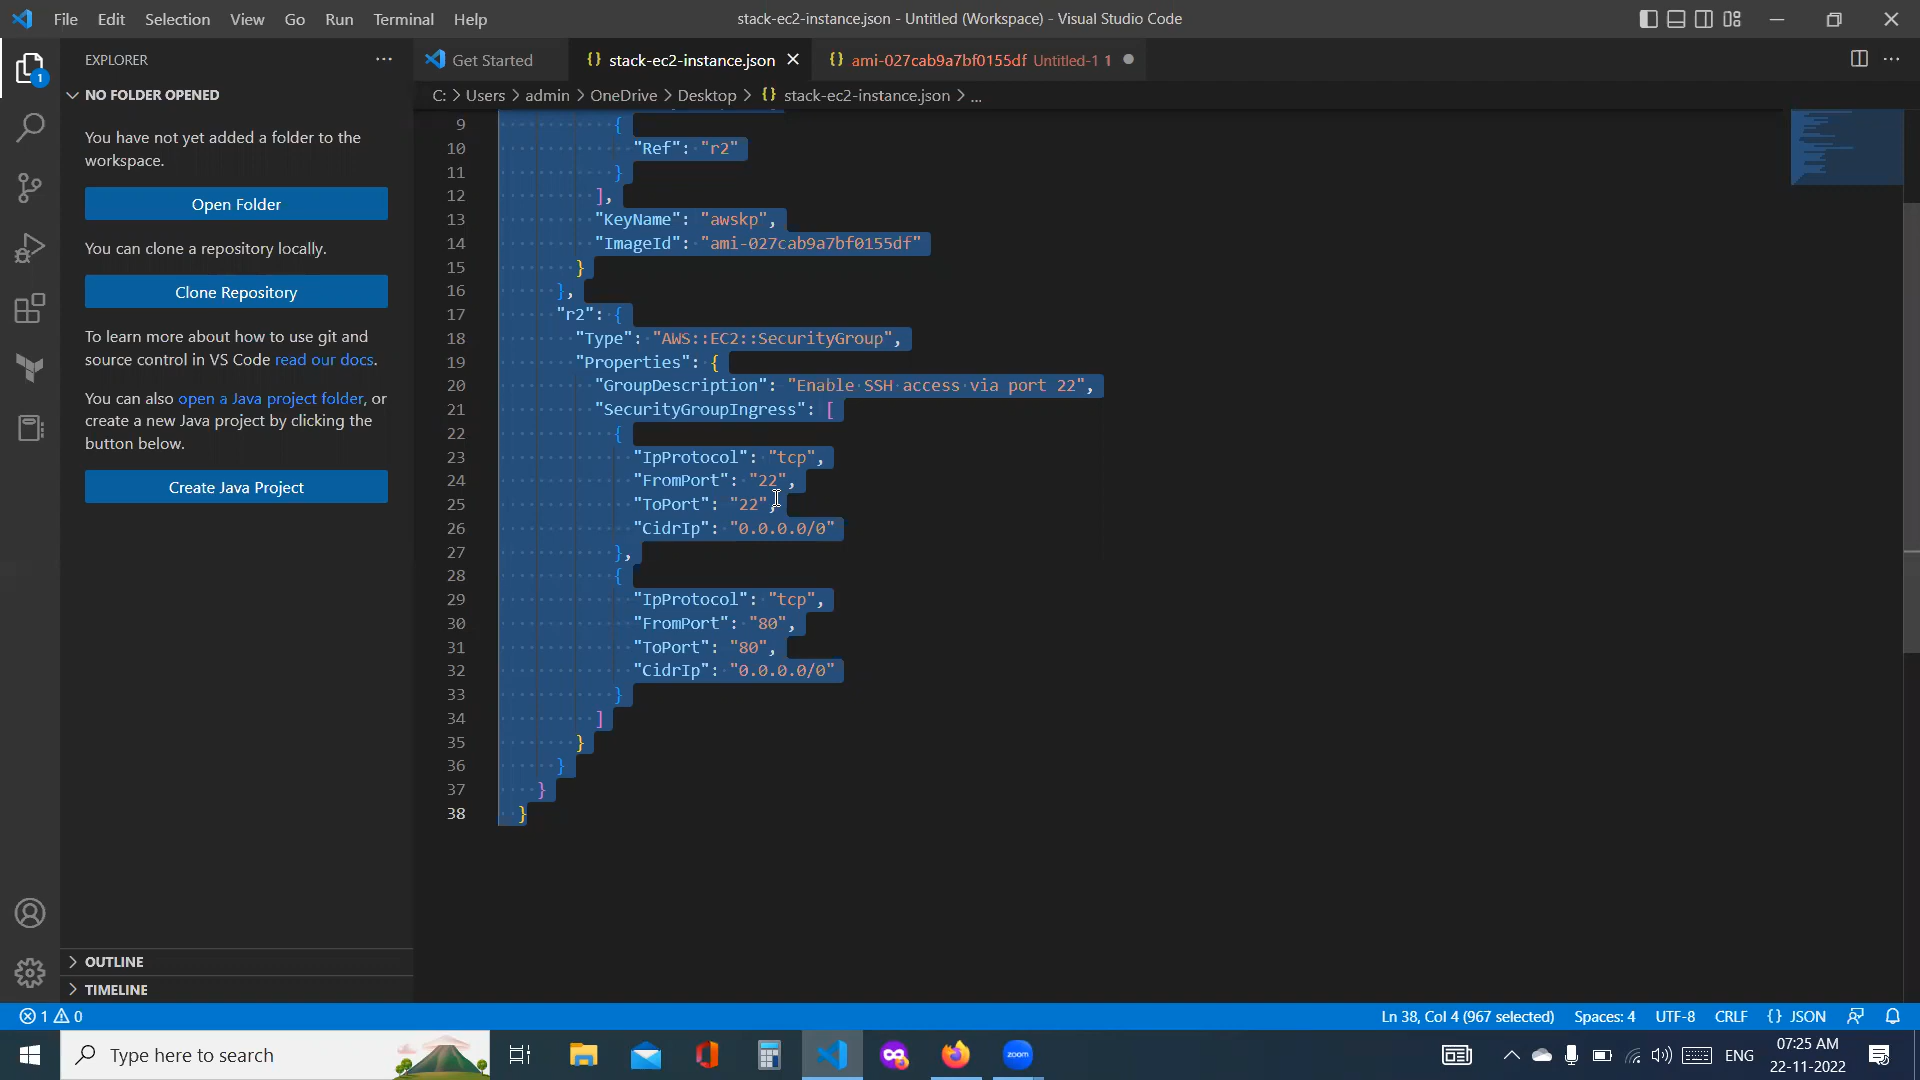 File Edit Selection View Go Run Terminal Help
stack-ec2-instance.json - Untitled (Workspace) - Visual Studio Code
EXPLORER
NO FOLDER OPENED
You have not yet added a folder to the
workspace.
Open Folder
You can clone a repository locally.
Clone Repository
To learn more about how to use git and
source control in VS Code read our docs.
You can also open a Java project folder, or
create a new Java project by clicking the
button below.
Create Java Project
OUTLINE
TIMELINE
1
Get Started
{} stack-ec2-instance.json
{} ami-027cab9a7bf0155df Untitled-1 1
C: > Users > admin > OneDrive > Desktop > {} stack-ec2-instance.json > ...
9 {
10 "Ref": "r2"
11 }
12 ],
13 "KeyName": "awskp",
14 "ImageId": "ami-027cab9a7bf0155df"
15 }
16 },
17 "r2": {
18 "Type": "AWS::EC2::SecurityGroup",
19 "Properties": {
20 "GroupDescription": "Enable SSH access via port 22",
21 "SecurityGroupIngress": [
22 {
23 "IpProtocol": "tcp",
24 "FromPort": "22",
25 "ToPort": "22",
26 "CidrIp": "0.0.0.0/0"
27 },
28 {
29 "IpProtocol": "tcp",
30 "FromPort": "80",
31 "ToPort": "80",
32 "CidrIp": "0.0.0.0/0"
33 }
34 ]
35 }
36 }
37 }
38 }
1 0
Ln 38, Col 4 (967 selected) Spaces: 4 UTF-8 CRLF {} JSON
Type here to search
zoom
ENG
07:25 AM
22-11-2022